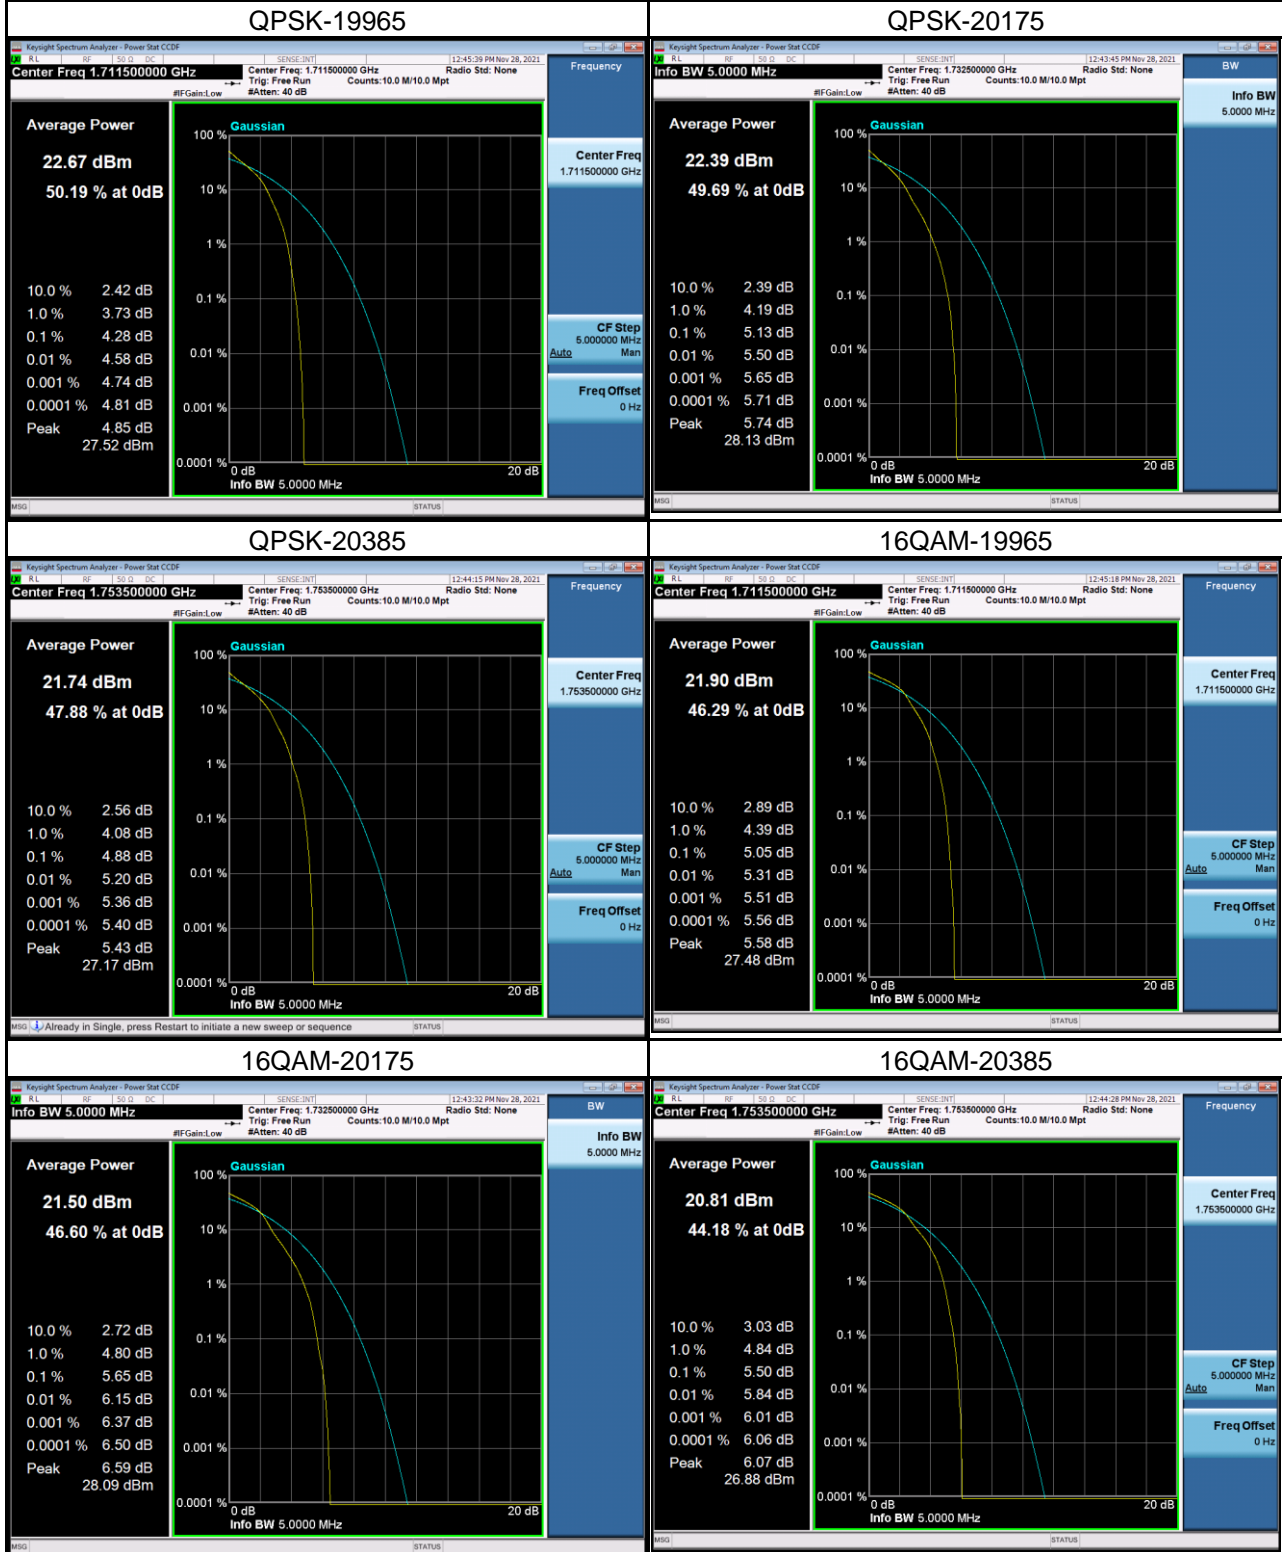 QPSK-19965
Keysight Spectrum Analyzer - Power Stat CCDF
RL RF 50 Ω DC SENSE:INT 12:45:39 PM Nov 28, 2021
Center Freq 1.711500000 GHz
Center Freq: 1.711500000 GHz Radio Std: None
Trig: Free Run Counts:10.0 M/10.0 Mpt
#IFGain:Low #Atten: 40 dB
Frequency
Average Power
22.67 dBm
50.19 % at 0dB
10.0 % 2.42 dB
1.0 % 3.73 dB
0.1 % 4.28 dB
0.01 % 4.58 dB
0.001 % 4.74 dB
0.0001 % 4.81 dB
Peak 4.85 dB
27.52 dBm
Gaussian
100 %
10 %
1 %
0.1 %
0.01 %
0.001 %
0.0001 %
0 dB 20 dB
Info BW 5.0000 MHz
Center Freq
1.711500000 GHz
CF Step
5.000000 MHz
Auto Man
Freq Offset
0 Hz
MSG STATUS
QPSK-20175
Keysight Spectrum Analyzer - Power Stat CCDF
RL RF 50 Ω DC SENSE:INT 12:43:45 PM Nov 28, 2021
Info BW 5.0000 MHz
Center Freq: 1.732500000 GHz Radio Std: None
Trig: Free Run Counts:10.0 M/10.0 Mpt
#IFGain:Low #Atten: 40 dB
BW
Info BW
5.0000 MHz
Average Power
22.39 dBm
49.69 % at 0dB
10.0 % 2.39 dB
1.0 % 4.19 dB
0.1 % 5.13 dB
0.01 % 5.50 dB
0.001 % 5.65 dB
0.0001 % 5.71 dB
Peak 5.74 dB
28.13 dBm
Gaussian
100 %
10 %
1 %
0.1 %
0.01 %
0.001 %
0.0001 %
0 dB 20 dB
Info BW 5.0000 MHz
MSG STATUS
QPSK-20385
Keysight Spectrum Analyzer - Power Stat CCDF
RL RF 50 Ω DC SENSE:INT 12:44:15 PM Nov 28, 2021
Center Freq 1.753500000 GHz
Center Freq: 1.753500000 GHz Radio Std: None
Trig: Free Run Counts:10.0 M/10.0 Mpt
#IFGain:Low #Atten: 40 dB
Frequency
Average Power
21.74 dBm
47.88 % at 0dB
10.0 % 2.56 dB
1.0 % 4.08 dB
0.1 % 4.88 dB
0.01 % 5.20 dB
0.001 % 5.36 dB
0.0001 % 5.40 dB
Peak 5.43 dB
27.17 dBm
Gaussian
100 %
10 %
1 %
0.1 %
0.01 %
0.001 %
0.0001 %
0 dB 20 dB
Info BW 5.0000 MHz
Center Freq
1.753500000 GHz
CF Step
5.000000 MHz
Auto Man
Freq Offset
0 Hz
MSG Already in Single, press Restart to initiate a new sweep or sequence STATUS
16QAM-19965
Keysight Spectrum Analyzer - Power Stat CCDF
RL RF 50 Ω DC SENSE:INT 12:45:18 PM Nov 28, 2021
Center Freq 1.711500000 GHz
Center Freq: 1.711500000 GHz Radio Std: None
Trig: Free Run Counts:10.0 M/10.0 Mpt
#IFGain:Low #Atten: 40 dB
Frequency
Average Power
21.90 dBm
46.29 % at 0dB
10.0 % 2.89 dB
1.0 % 4.39 dB
0.1 % 5.05 dB
0.01 % 5.31 dB
0.001 % 5.51 dB
0.0001 % 5.56 dB
Peak 5.58 dB
27.48 dBm
Gaussian
100 %
10 %
1 %
0.1 %
0.01 %
0.001 %
0.0001 %
0 dB 20 dB
Info BW 5.0000 MHz
Center Freq
1.711500000 GHz
CF Step
5.000000 MHz
Auto Man
Freq Offset
0 Hz
MSG STATUS
16QAM-20175
Keysight Spectrum Analyzer - Power Stat CCDF
RL RF 50 Ω DC SENSE:INT 12:43:32 PM Nov 28, 2021
Info BW 5.0000 MHz
Center Freq: 1.732500000 GHz Radio Std: None
Trig: Free Run Counts:10.0 M/10.0 Mpt
#IFGain:Low #Atten: 40 dB
BW
Info BW
5.0000 MHz
Average Power
21.50 dBm
46.60 % at 0dB
10.0 % 2.72 dB
1.0 % 4.80 dB
0.1 % 5.65 dB
0.01 % 6.15 dB
0.001 % 6.37 dB
0.0001 % 6.50 dB
Peak 6.59 dB
28.09 dBm
Gaussian
100 %
10 %
1 %
0.1 %
0.01 %
0.001 %
0.0001 %
0 dB 20 dB
Info BW 5.0000 MHz
MSG STATUS
16QAM-20385
Keysight Spectrum Analyzer - Power Stat CCDF
RL RF 50 Ω DC SENSE:INT 12:44:28 PM Nov 28, 2021
Center Freq 1.753500000 GHz
Center Freq: 1.753500000 GHz Radio Std: None
Trig: Free Run Counts:10.0 M/10.0 Mpt
#IFGain:Low #Atten: 40 dB
Frequency
Average Power
20.81 dBm
44.18 % at 0dB
10.0 % 3.03 dB
1.0 % 4.84 dB
0.1 % 5.50 dB
0.01 % 5.84 dB
0.001 % 6.01 dB
0.0001 % 6.06 dB
Peak 6.07 dB
26.88 dBm
Gaussian
100 %
10 %
1 %
0.1 %
0.01 %
0.001 %
0.0001 %
0 dB 20 dB
Info BW 5.0000 MHz
Center Freq
1.753500000 GHz
CF Step
5.000000 MHz
Auto Man
Freq Offset
0 Hz
MSG STATUS